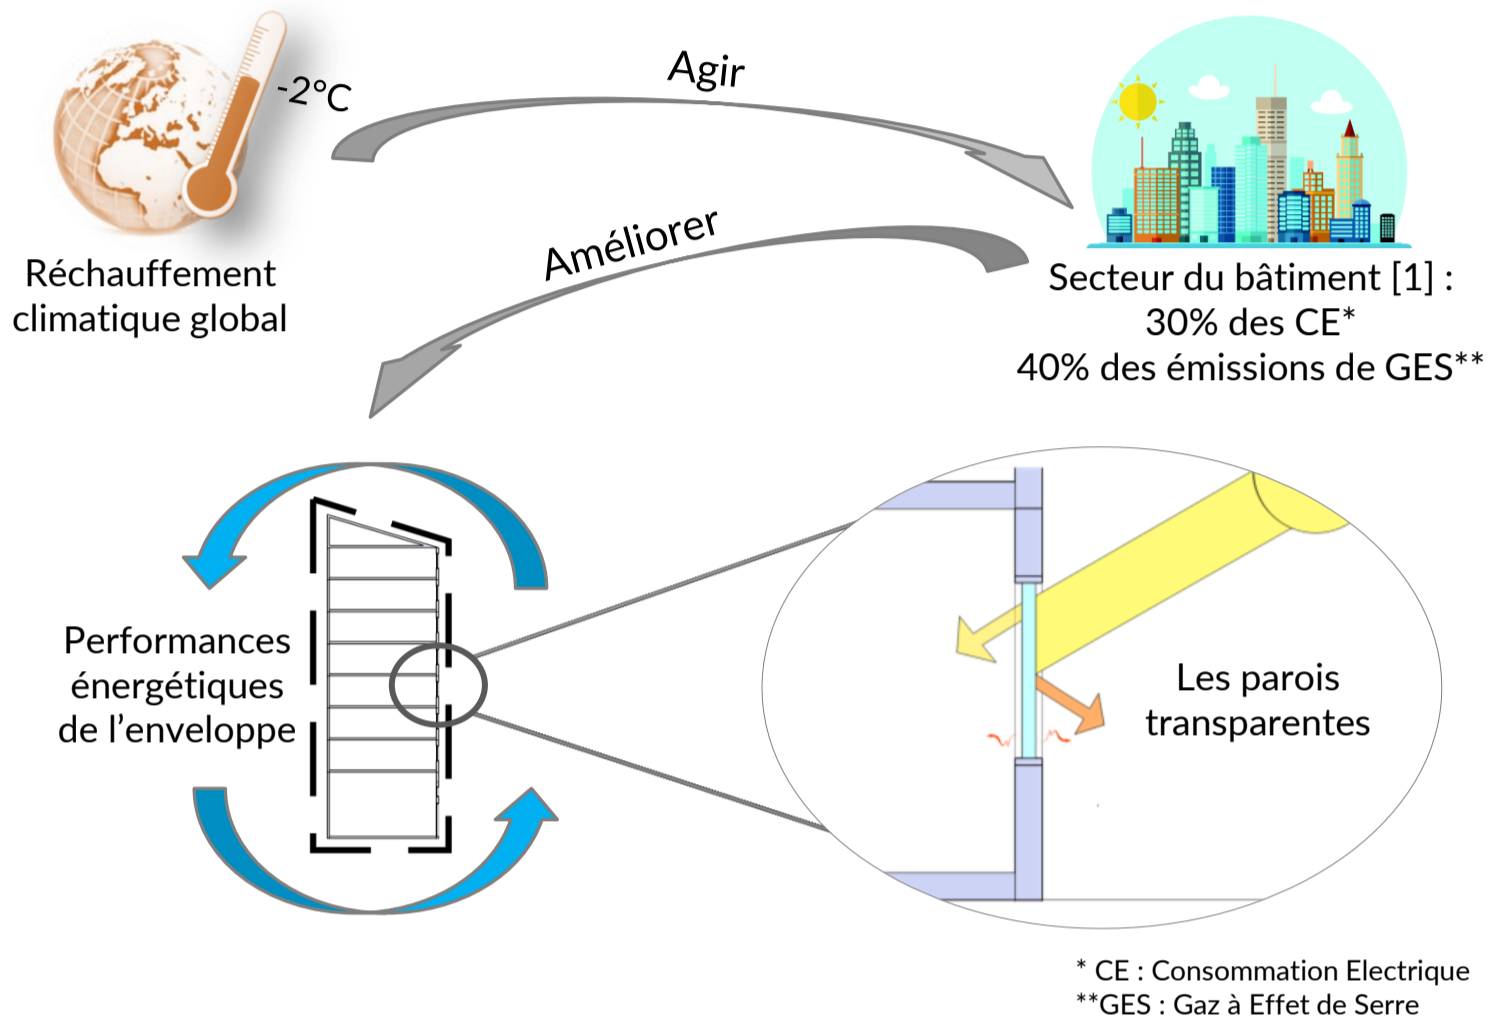 -2°C
Agir
Réchauffement
climatique global
Améliorer
Secteur du bâtiment [1] :
30% des CE*
40% des émissions de GES**
Performances
énergétiques
de l’enveloppe
Les parois
transparentes
* CE : Consommation Electrique
**GES : Gaz à Effet de Serre